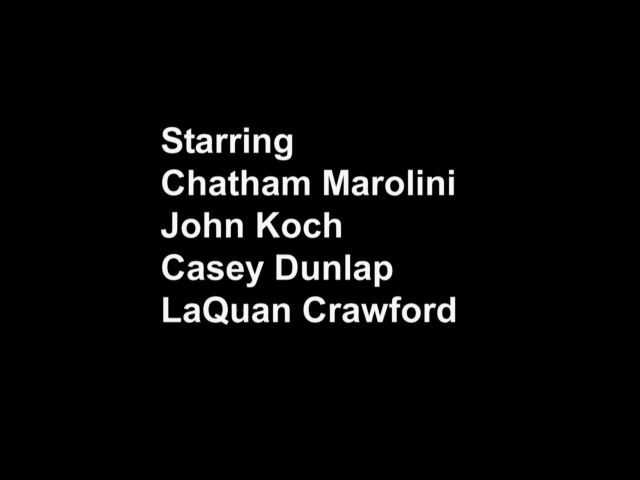 Starring
Chatham Marolini
John Koch
Casey Dunlap
LaQuan Crawford